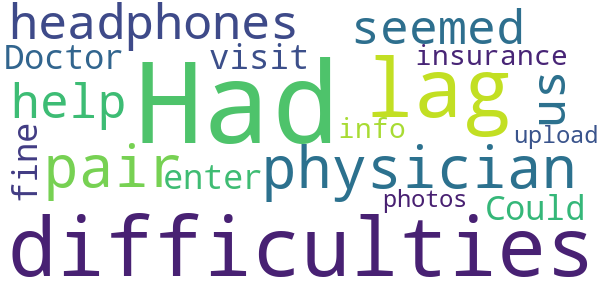 headphones
seemed
Doctor
visit
insurance
Had
lag
us
help
info
upload
fine
pair
enter
physician
photos
Could
difficulties